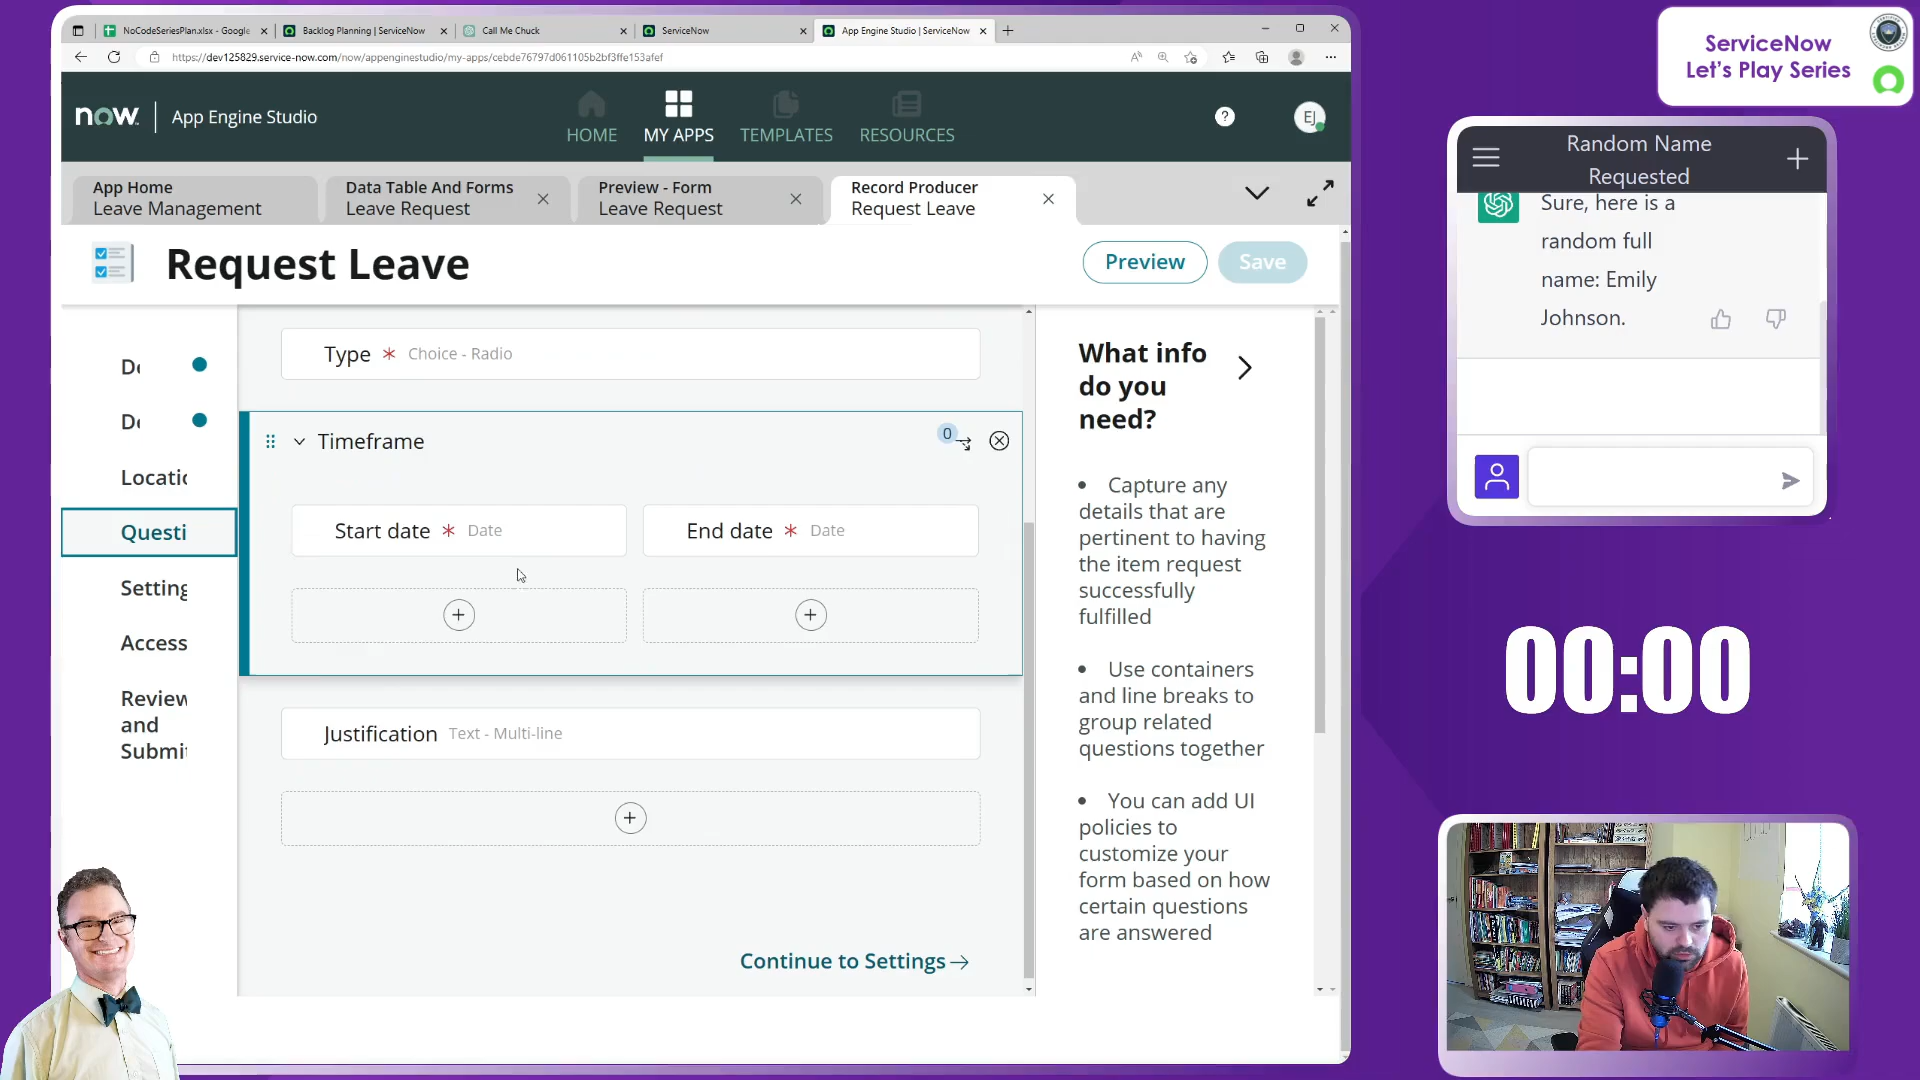 NoCodeSeriesPlan.xlsx - Google
Backlog Planning | ServiceNow
Call Me Chuck
ServiceNow
App Engine Studio | ServiceNow
https://dev125829.service-now.com/now/appenginestudio/my-apps/cebde76797d061105b2bf3ffe153afef
now.
App Engine Studio
HOME
MY APPS
TEMPLATES
RESOURCES
?
EJ
App Home
Leave Management
Data Table And Forms
Leave Request
Preview - Form
Leave Request
Record Producer
Request Leave
Request Leave
Preview
Save
De
De
Locatio
Questi
Setting
Access
Review
and
Submit
Type * Choice - Radio
Timeframe
0
Start date * Date
End date * Date
Justification Text - Multi-line
Continue to Settings
What info
do you
need?
• Capture any
details that are
pertinent to having
the item request
successfully
fulfilled
• Use containers
and line breaks to
group related
questions together
• You can add UI
policies to
customize your
form based on how
certain questions
are answered
ServiceNow
Let's Play Series
Random Name
Requested
Sure, here is a
random full
name: Emily
Johnson.
00:00